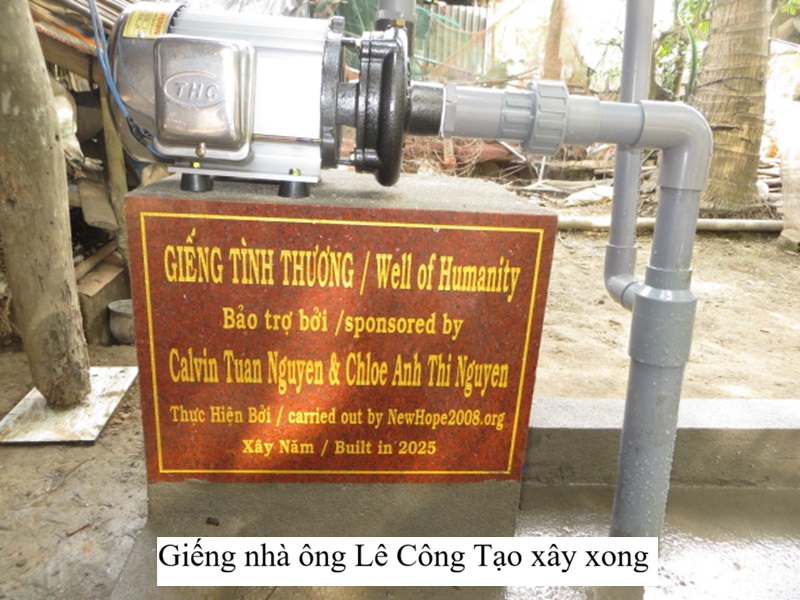 THC
GIẾNG TÌNH THƯƠNG / Well of Humanity
Bảo trợ bởi /sponsored by
Calvin Tuan Nguyen & Chloe Anh Thi Nguyen
Thực Hiện Bởi / carried out by NewHope2008.org
Xây Năm / Built in 2025
Giếng nhà ông Lê Công Tạo xây xong